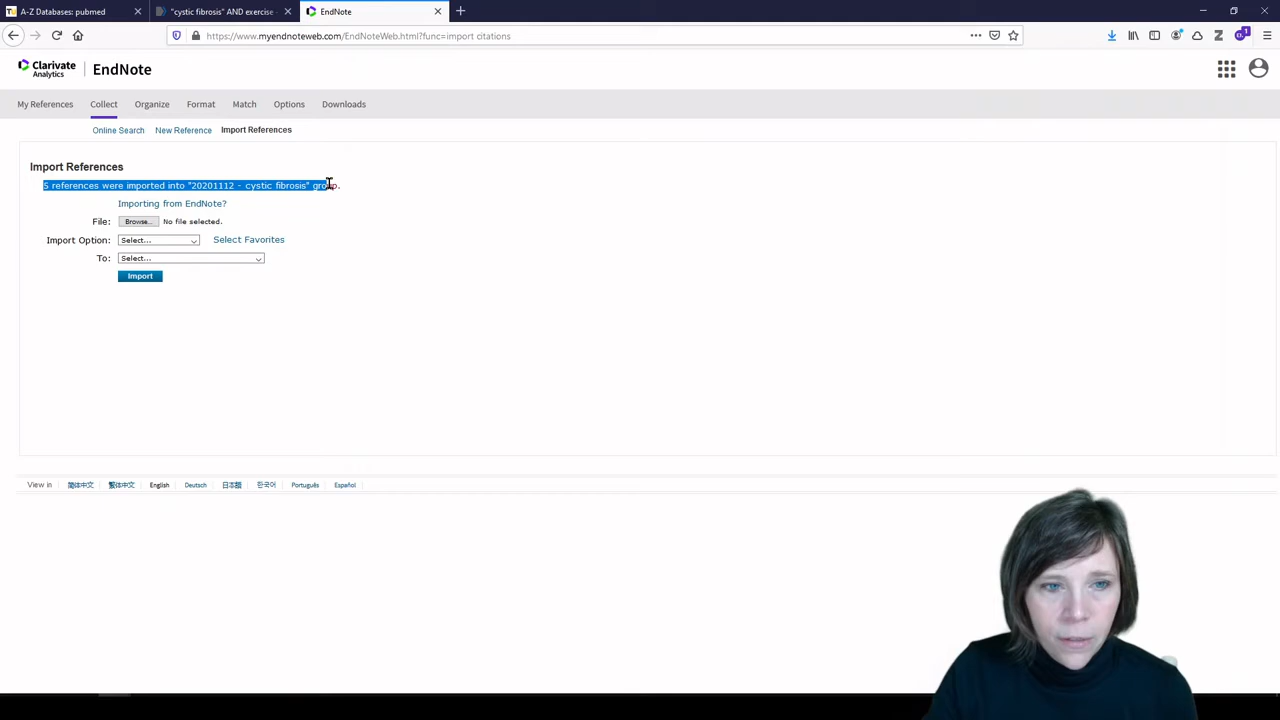 A-Z Databases: pubmed
"cystic fibrosis" AND exercise -
EndNote
https://www.myendnoteweb.com/EndNoteWeb.html?func=import citations
Clarivate
Analytics
EndNote
My References
Collect
Organize
Format
Match
Options
Downloads
Online Search
New Reference
Import References
Import References
5 references were imported into "20201112 - cystic fibrosis" group.
Importing from EndNote?
File:
Browse...
No file selected.
Import Option:
Select...
Select Favorites
To:
Select...
Import
View in
简体中文
繁體中文
English
Deutsch
日本語
한국어
Português
Español